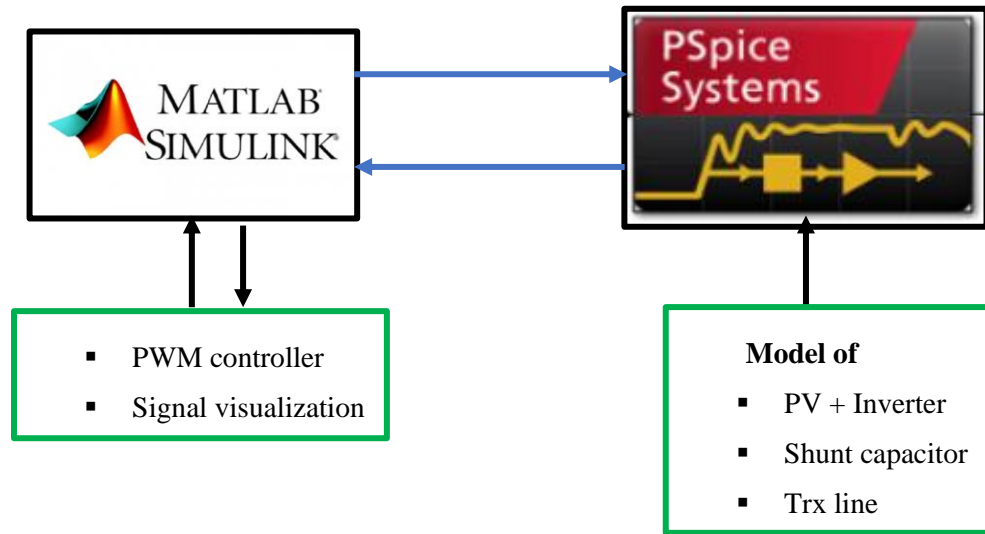 MATLAB®
SIMULINK®
PSpice
Systems
▪ PWM controller
▪ Signal visualization
Model of
▪ PV + Inverter
▪ Shunt capacitor
▪ Trx line